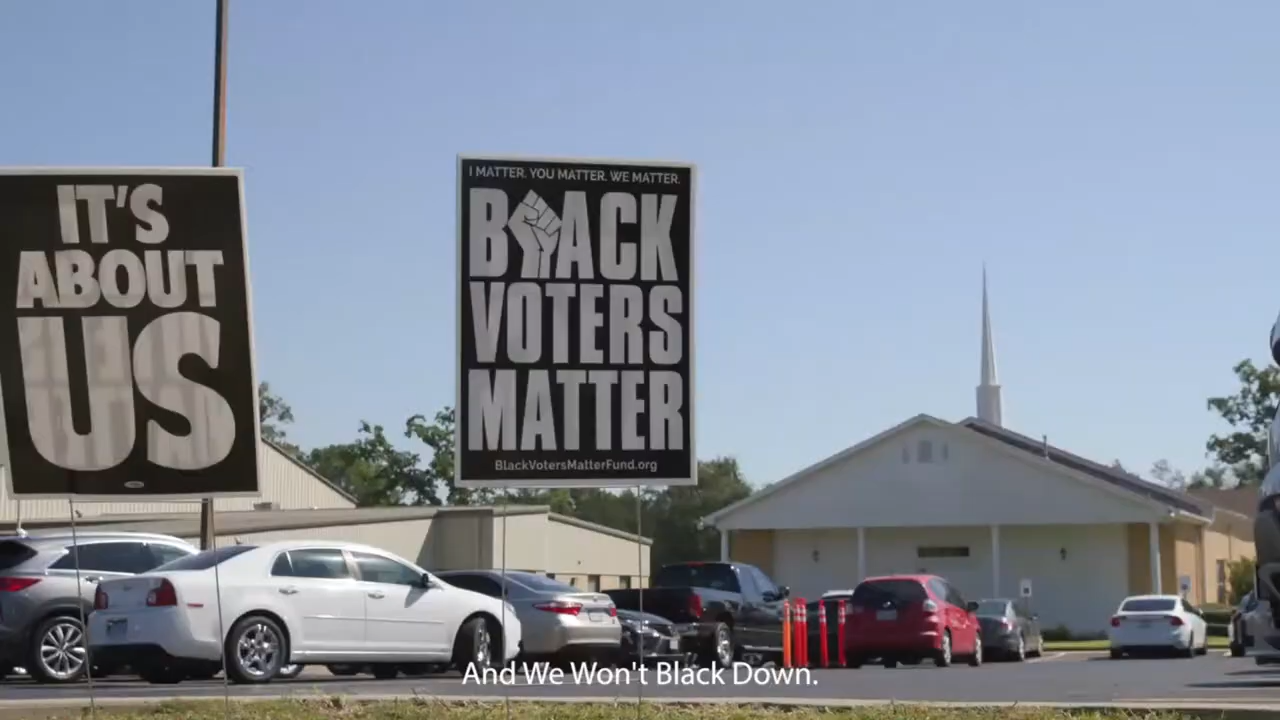 IT'S
ABOUT
US
I MATTER. YOU MATTER. WE MATTER.
BLACK
VOTERS
MATTER
BlackVotersMatterFund.org
And We Won't Black Down.